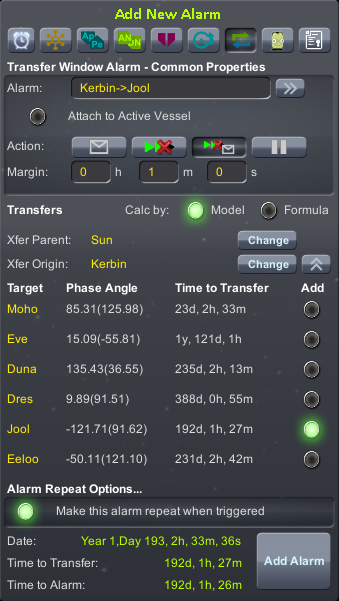 Add New Alarm
Ap Pe AN DN
Transfer Window Alarm - Common Properties
Alarm: Kerbin->Jool
Attach to Active Vessel
Action:
Margin: 0 h 1 m 0 s
Transfers Calc by: Model Formula
Xfer Parent: Sun Change
Xfer Origin: Kerbin Change
Target Phase Angle Time to Transfer Add
Moho 85.31(125.98) 23d, 2h, 33m
Eve 15.09(-55.81) 1y, 121d, 1h
Duna 135.43(36.55) 235d, 2h, 13m
Dres 9.89(91.51) 388d, 0h, 55m
Jool -121.71(91.62) 192d, 1h, 27m
Eeloo -50.11(121.10) 231d, 2h, 42m
Alarm Repeat Options...
Make this alarm repeat when triggered
Date: Year 1,Day 193, 2h, 33m, 36s
Time to Transfer: 192d, 1h, 27m
Time to Alarm: 192d, 1h, 26m
Add Alarm